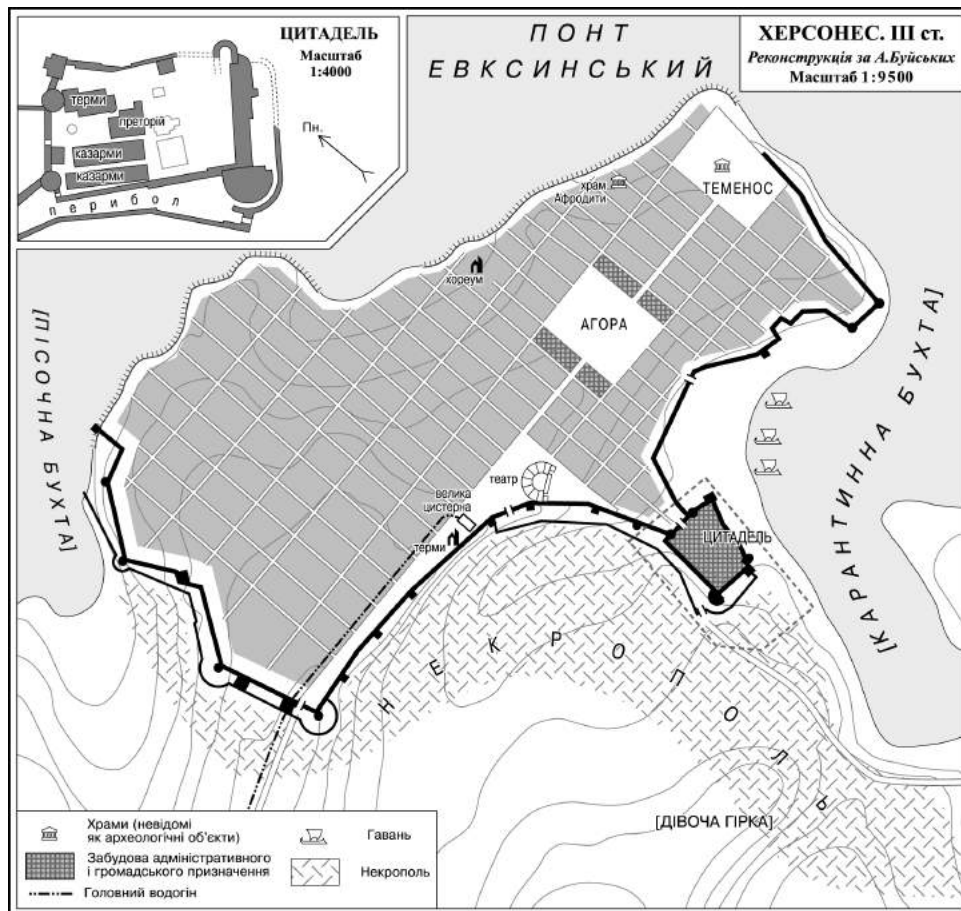 ЦИТАДЕЛЬ
Масштаб
1:4000
терми
преторій
казарми
казарми
перибол
Пн.
ПОНТ
ЕВКСИНСЬКИЙ
ХЕРСОНЕС. III ст.
Реконструкція за А.Буйських
Масштаб 1:9500
ТЕМЕНОС
храм
Афродити
хореум
АГОРА
[ПІСОЧНА БУХТА]
[КАРАНТИННА БУХТА]
театр
велика
цистерна
терми
ЦИТАДЕЛЬ
НЕКРОПОЛЬ
[ДІВОЧА ГІРКА]
Храми (невідомі
як археологічні об'єкти)
Забудова адміністративного
і громадського призначення
Головний водогін
Гавань
Некрополь